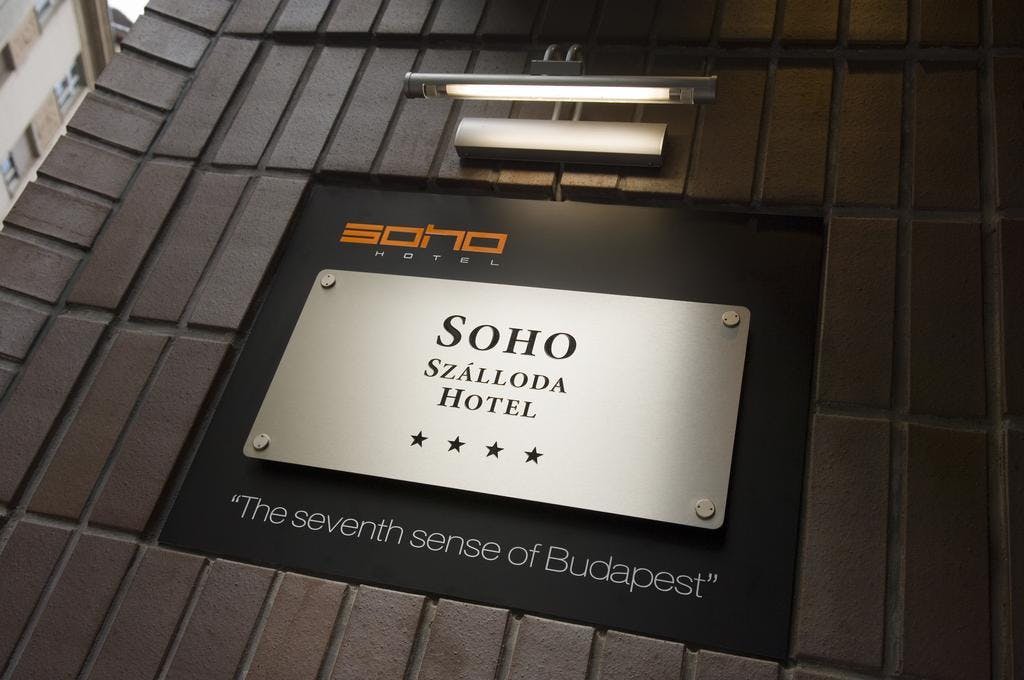 soho
HOTEL
SOHO
SZÁLLODA
HOTEL
★ ★ ★ ★
“The seventh sense of Budapest”